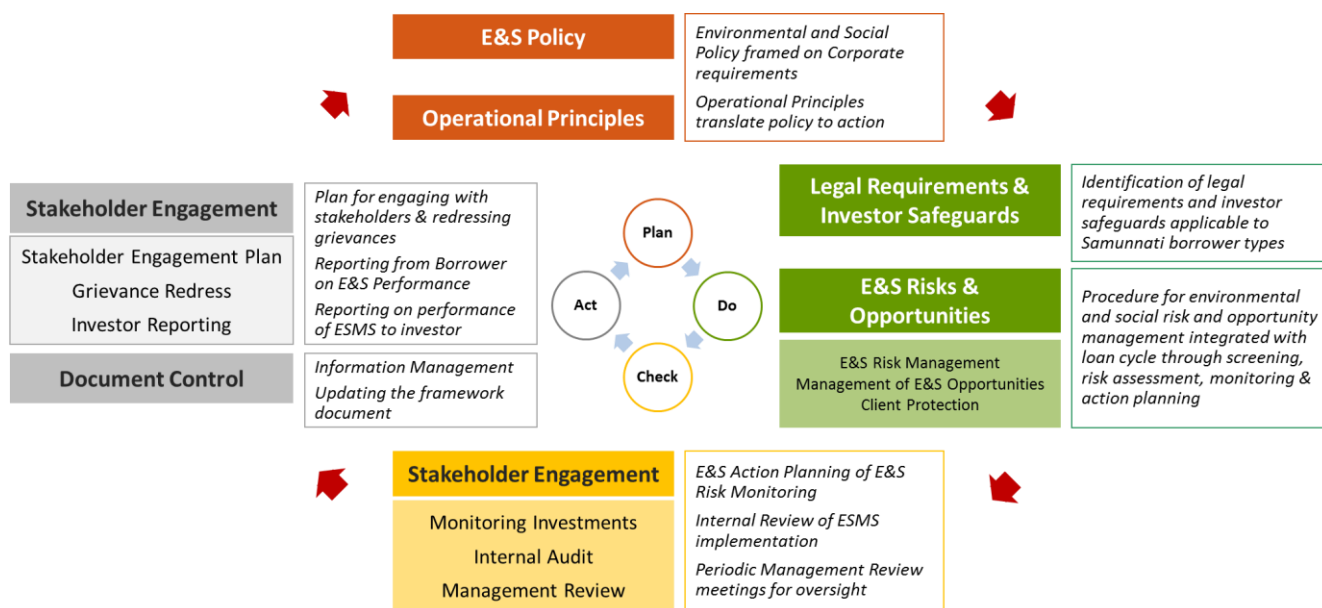 E&S Policy
Operational Principles
Environmental and Social
Policy framed on Corporate
requirements
Operational Principles
translate policy to action
Stakeholder Engagement
Stakeholder Engagement Plan
Grievance Redress
Investor Reporting
Plan for engaging with
stakeholders & redressing
grievances
Reporting from Borrower
on E&S Performance
Reporting on performance
of ESMS to investor
Document Control
Information Management
Updating the framework
document
Plan
Act
Do
Check
Legal Requirements &
Investor Safeguards
Identification of legal
requirements and investor
safeguards applicable to
Samunnati borrower types
E&S Risks &
Opportunities
E&S Risk Management
Management of E&S Opportunities
Client Protection
Procedure for environmental
and social risk and opportunity
management integrated with
loan cycle through screening,
risk assessment, monitoring &
action planning
Stakeholder Engagement
Monitoring Investments
Internal Audit
Management Review
E&S Action Planning of E&S
Risk Monitoring
Internal Review of ESMS
implementation
Periodic Management Review
meetings for oversight